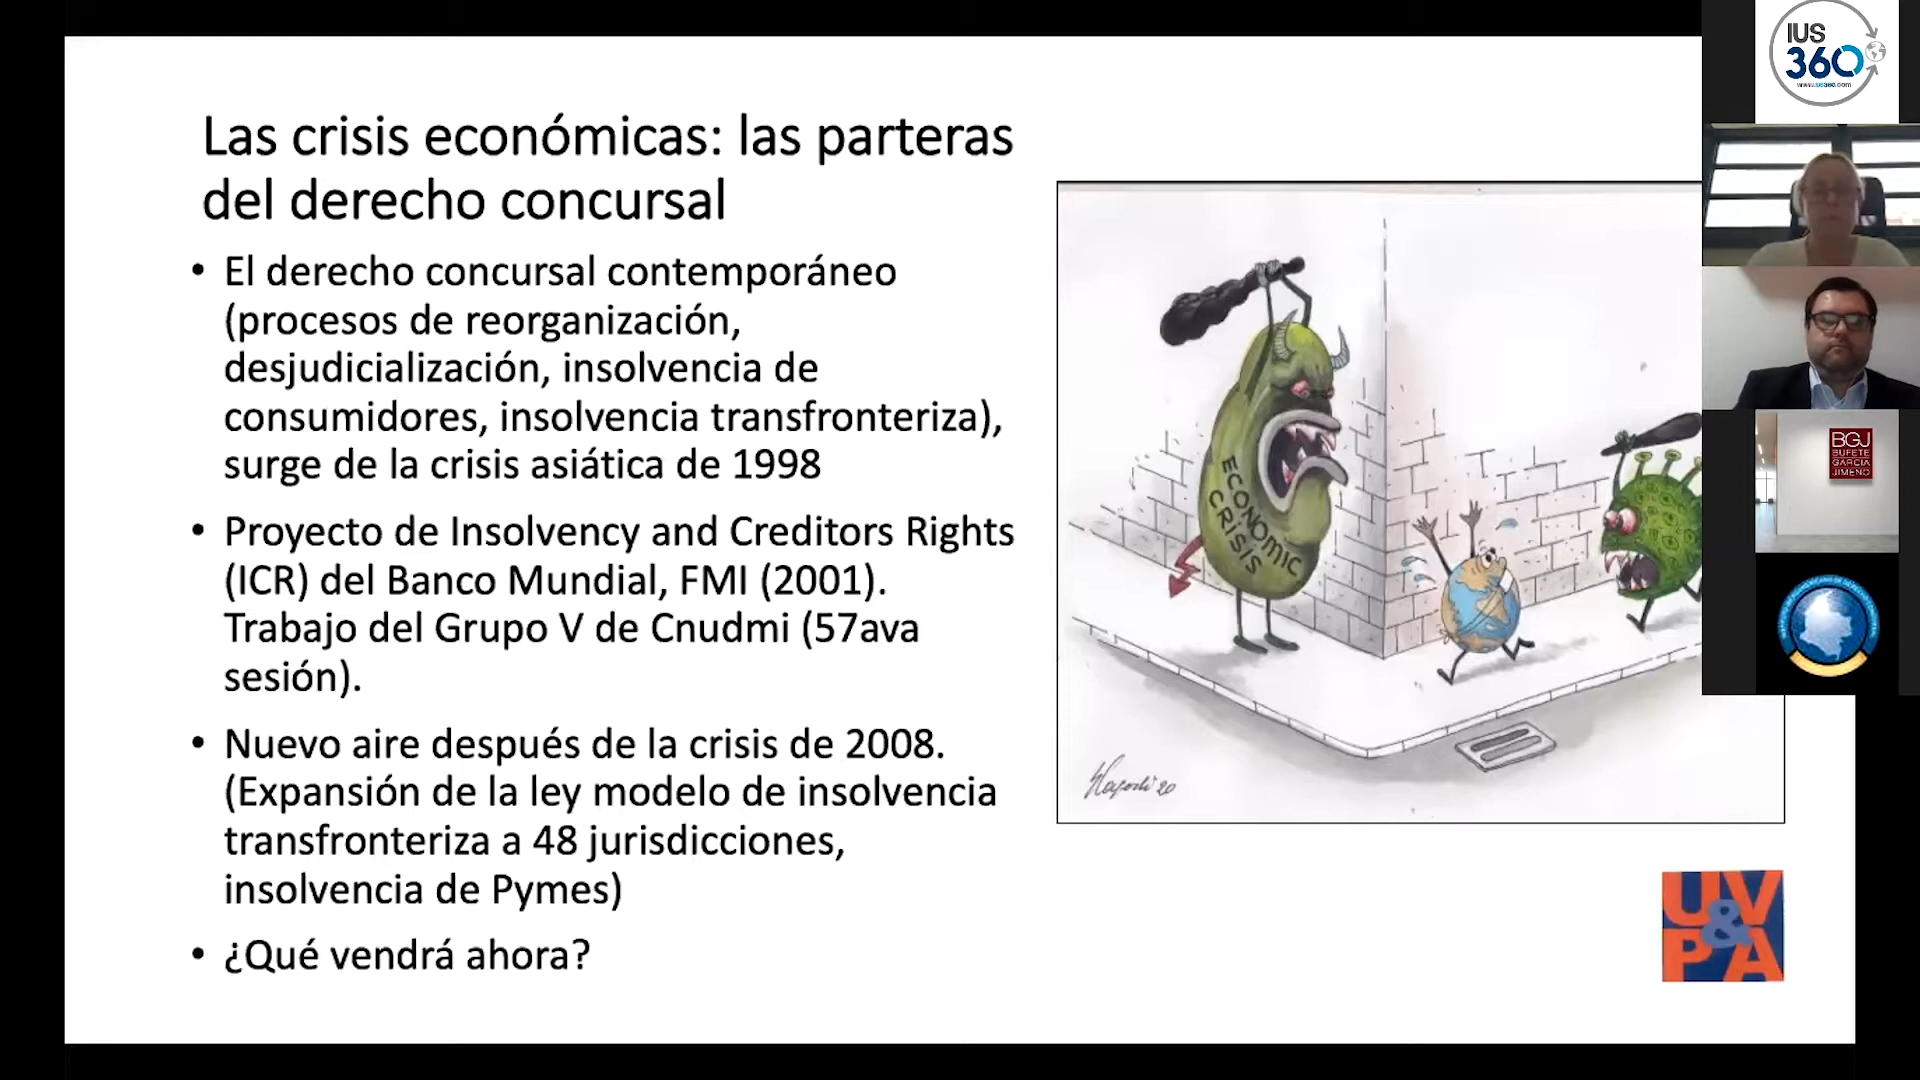 Las crisis económicas: las parteras
del derecho concursal
• El derecho concursal contemporáneo
(procesos de reorganización,
desjudicialización, insolvencia de
consumidores, insolvencia transfronteriza),
surge de la crisis asiática de 1998
• Proyecto de Insolvency and Creditors Rights
(ICR) del Banco Mundial, FMI (2001).
Trabajo del Grupo V de Cnudmi (57ava
sesión).
• Nuevo aire después de la crisis de 2008.
(Expansión de la ley modelo de insolvencia
transfronteriza a 48 jurisdicciones,
insolvencia de Pymes)
• ¿Qué vendrá ahora?
ECONOMIC
CRISIS
IUS
360
www.ius360.com
BGJ
BUFETE
GARCIA
JIMENO
UV
&
PA